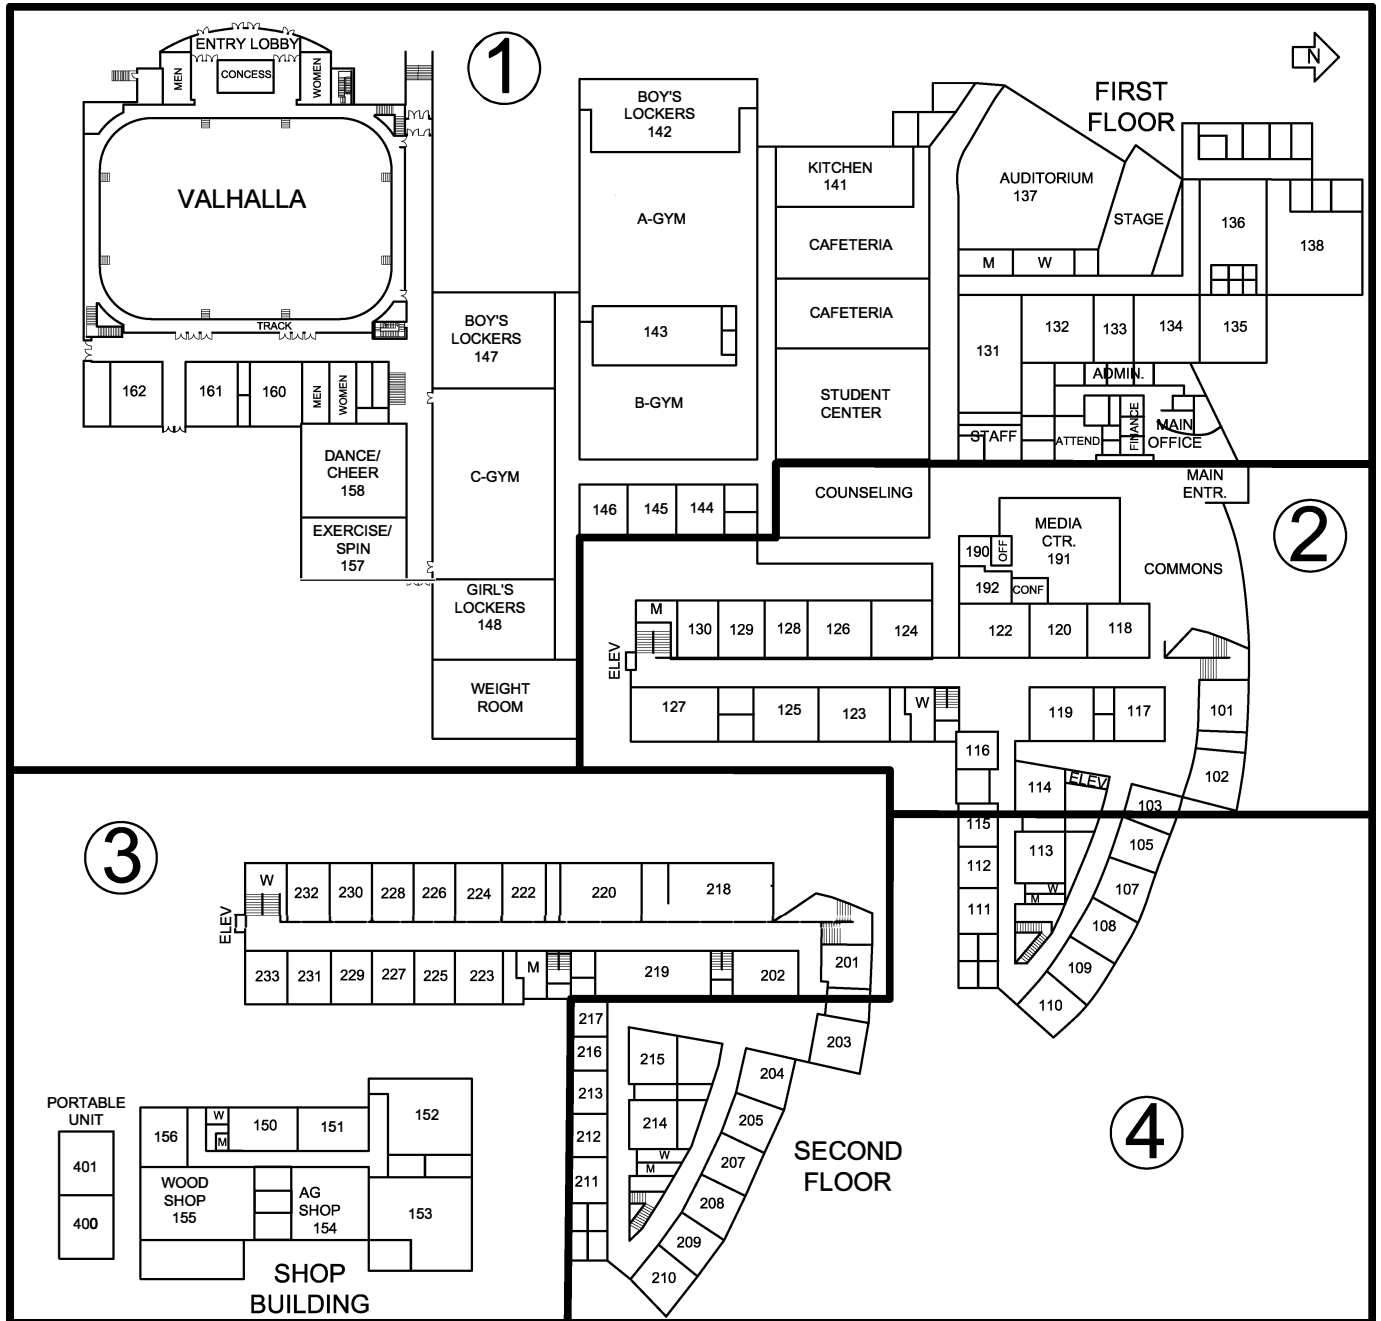 1
N
FIRST
FLOOR
ENTRY LOBBY
MEN
CONCESS.
WOMEN
VALHALLA
TRACK
BOY'S
LOCKERS
142
A-GYM
KITCHEN
141
CAFETERIA
CAFETERIA
STUDENT
CENTER
AUDITORIUM
137
STAGE
M
W
136
138
BOY'S
LOCKERS
147
143
B-GYM
131
132
133
134
135
ADMIN.
STAFF
ATTEND
FINANCE
MAIN
OFFICE
162
161
160
MEN
WOMEN
DANCE/
CHEER
158
EXERCISE/
SPIN
157
C-GYM
GIRL'S
LOCKERS
148
WEIGHT
ROOM
146
145
144
2
COUNSELING
MAIN
ENTR.
MEDIA
CTR.
191
190
OFF
192
CONF
COMMONS
M
ELEV
130
129
128
126
124
122
120
118
127
125
123
W
119
117
101
116
114
ELEV
102
103
115
113
105
112
W
M
107
111
108
109
110
3
W
ELEV
232
230
228
226
224
222
220
218
233
231
229
227
225
223
M
219
202
201
217
203
216
215
204
213
214
205
212
W
M
207
211
208
209
210
SECOND
FLOOR
4
PORTABLE
UNIT
401
400
156
W
M
150
151
152
WOOD
SHOP
155
AG
SHOP
154
153
SHOP
BUILDING